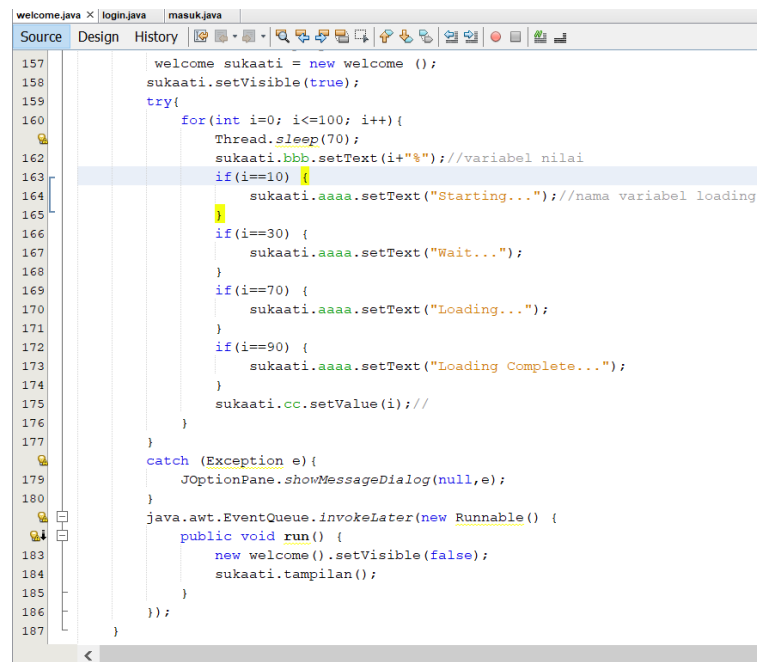 welcome.java × login.java masuk.java
Source Design History
157 welcome sukaati = new welcome ();
158 sukaati.setVisible(true);
159 try{
160 for(int i=0; i<=100; i++){
Thread.sleep(70);
162 sukaati.bbb.setText(i+"%");//variabel nilai
163 if(i==10) {
164 sukaati.aaaa.setText("Starting...");//nama variabel loading
165 }
166 if(i==30) {
167 sukaati.aaaa.setText("Wait...");
168 }
169 if(i==70) {
170 sukaati.aaaa.setText("Loading...");
171 }
172 if(i==90) {
173 sukaati.aaaa.setText("Loading Complete...");
174 }
175 sukaati.cc.setValue(i);//
176 }
177 }
catch (Exception e){
179 JOptionPane.showMessageDialog(null,e);
180 }
java.awt.EventQueue.invokeLater(new Runnable() {
public void run() {
183 new welcome().setVisible(false);
184 sukaati.tampilan();
185 }
186 });
187 }